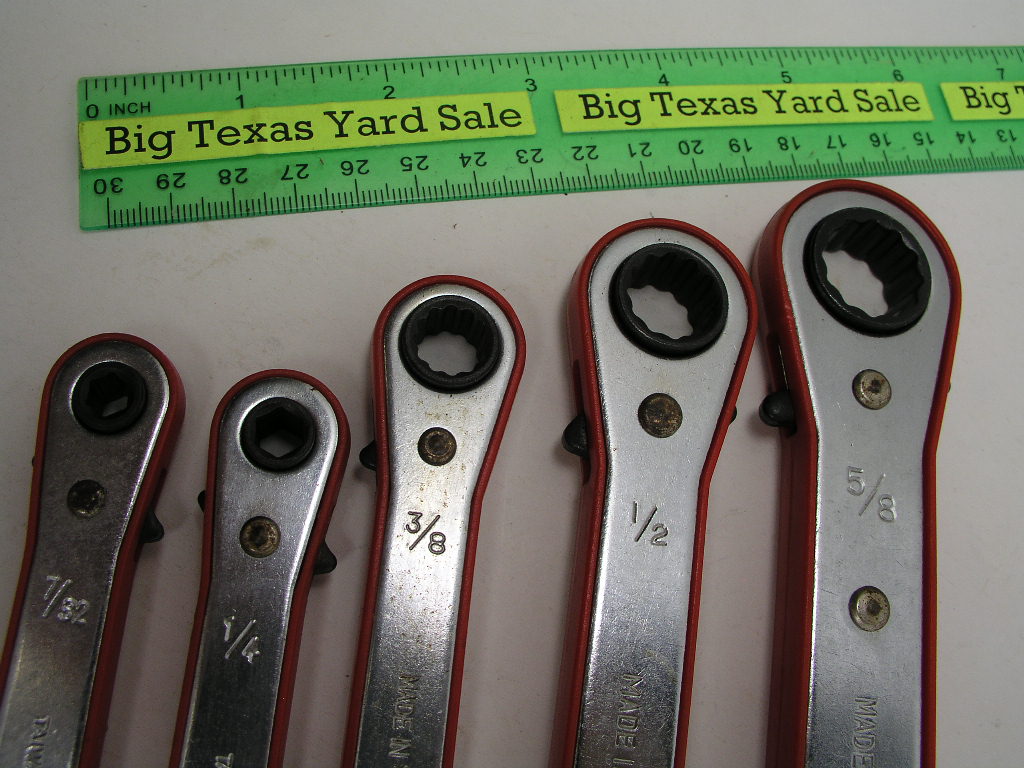 0 INCH 1 2 3 4 5 6 7
Big Texas Yard Sale
Big Texas Yard Sale
Big T
30 29 28 27 26 25 24 23 22 21 20 19 18 17 16 15 14 13
7/32
1/4
3/8
1/2
5/8
TAIW
TA
MADE IN
MADE I
MADE